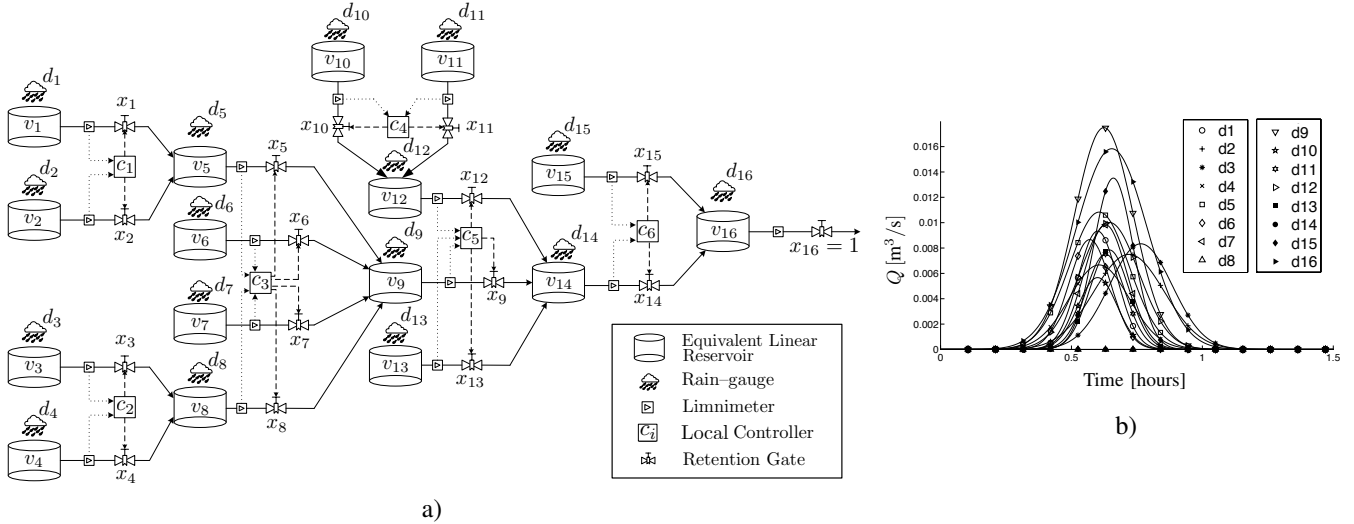 d10
d11
v10
v11
x10
c4
x11
d1
x1
v1
c1
d2
v2
x2
d5
v5
x5
d6
v6
x6
c3
d7
v7
x7
d3
x3
v3
c2
d4
v4
x4
d8
v8
x8
d12
v12
x12
c5
d9
v9
x9
d13
v13
x13
d14
v14
x14
d15
v15
x15
c6
d16
v16
x16 = 1
Equivalent Linear
Reservoir
Rain–gauge
Limnimeter
ci Local Controller
Retention Gate
a)
Q [m³/s]
0.016
0.014
0.012
0.01
0.008
0.006
0.004
0.002
0
0
0.5
1
1.5
Time [hours]
d1
d2
d3
d4
d5
d6
d7
d8
d9
d10
d11
d12
d13
d14
d15
d16
b)